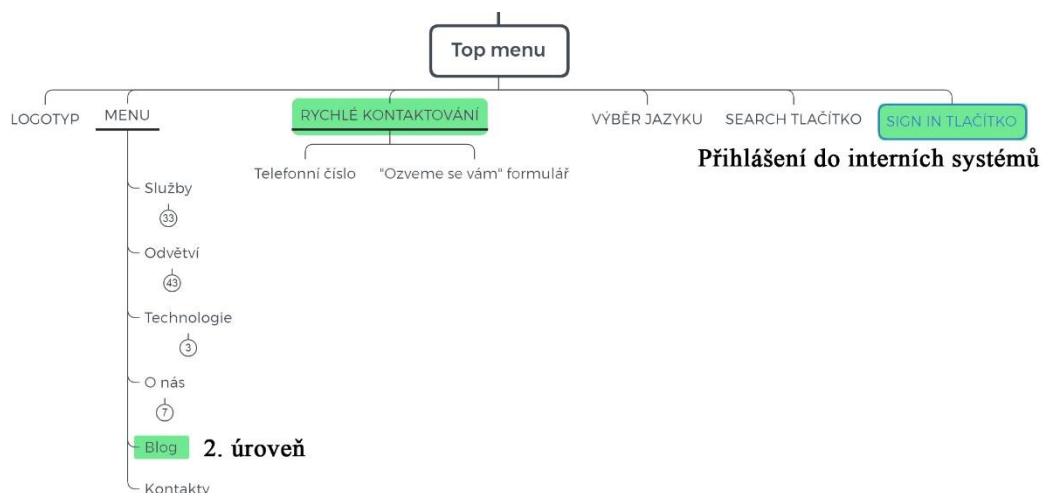 Top menu
LOGOTYP
MENU
RYCHLÉ KONTAKTOVÁNÍ
VÝBĚR JAZYKU
SEARCH TLAČÍTKO
SIGN IN TLAČÍTKO
Přihlášení do interních systémů
Telefonní číslo
"Ozveme se vám" formulář
Služby
33
Odvětví
43
Technologie
3
O nás
7
Blog
2. úroveň
Kontakty